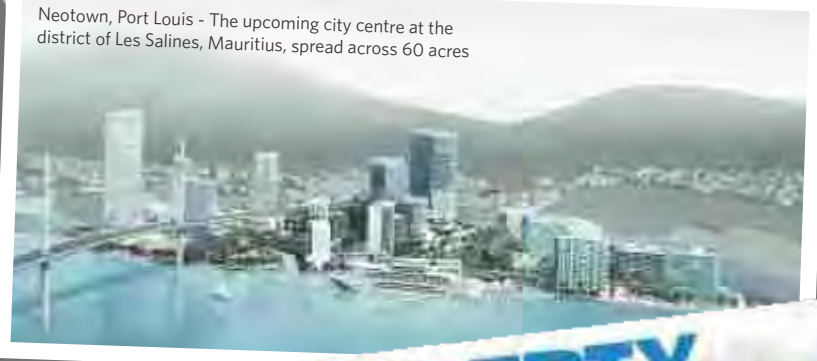 Neotown, Port Louis - The upcoming city centre at the
district of Les Salines, Mauritius, spread across 60 acres